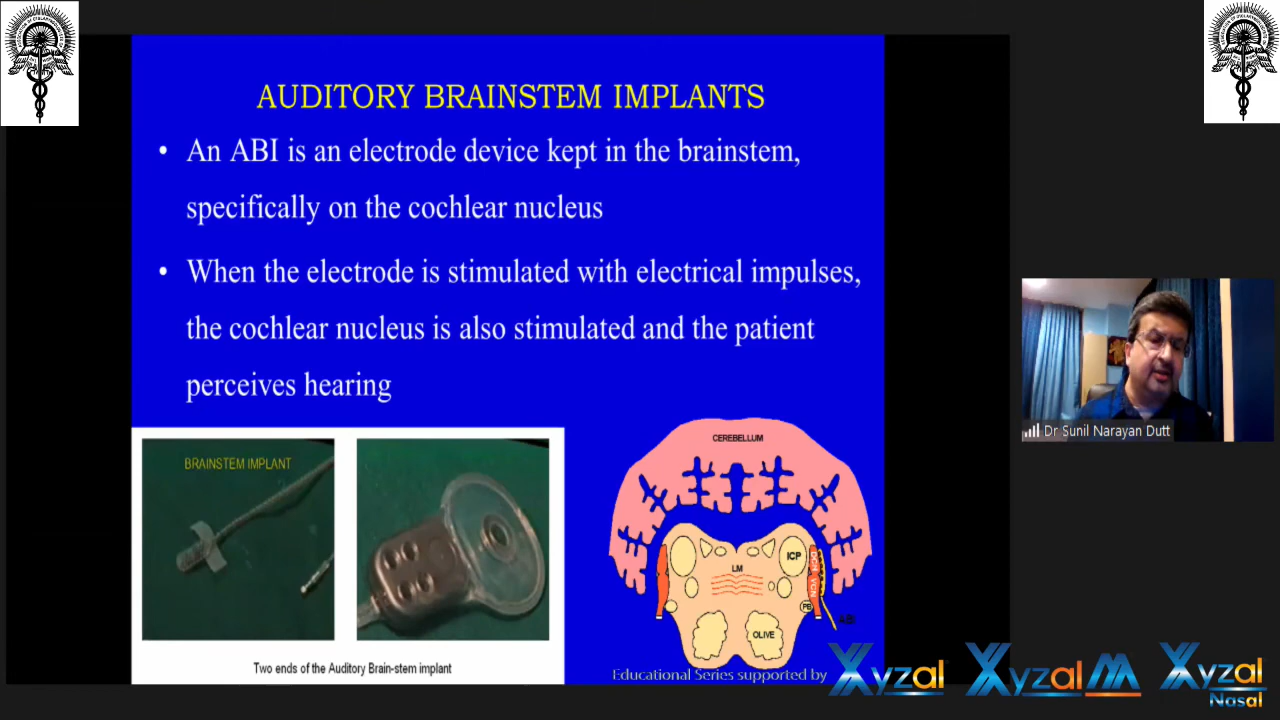 AUDITORY BRAINSTEM IMPLANTS
• An ABI is an electrode device kept in the brainstem,
specifically on the cochlear nucleus
• When the electrode is stimulated with electrical impulses,
the cochlear nucleus is also stimulated and the patient
perceives hearing
BRAINSTEM IMPLANT
Two ends of the Auditory Brain-stem implant
CEREBELLUM
ICP
DCN
VCN
LM
PB
ABI
OLIVE
Dr Sunil Narayan Dutt
Educational Series supported by
Xyzal
Xyzal M
Xyzal
Nasal